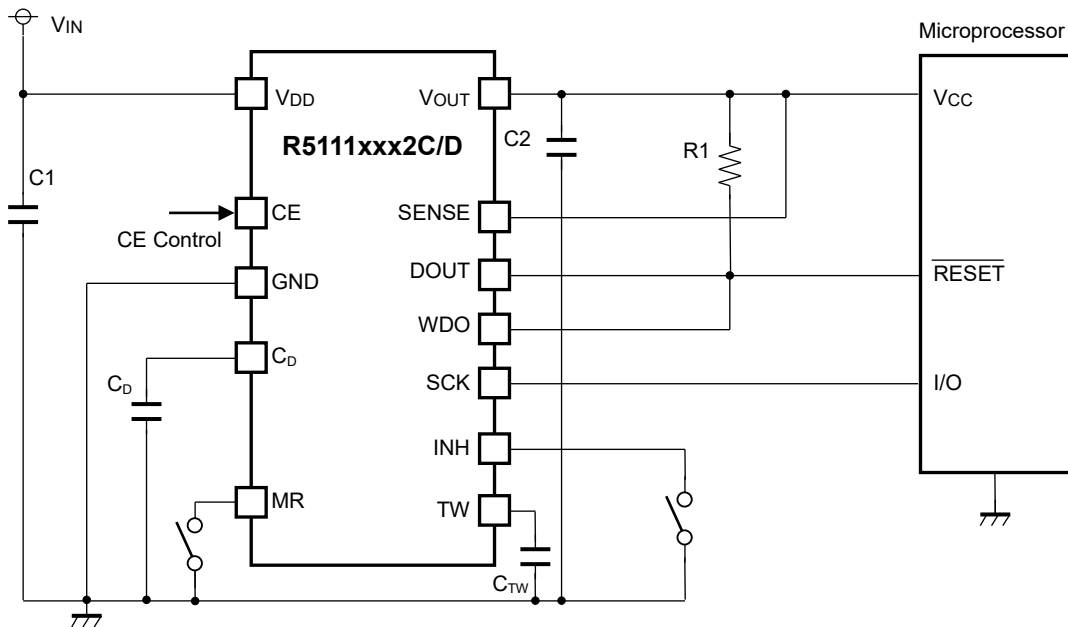 VIN
Microprocessor
VDD
VOUT
VCC
R5111xxx2C/D
C2
R1
C1
CE
SENSE
CE Control
GND
DOUT
RESET
WDO
CD
CD
SCK
I/O
INH
MR
TW
CTW